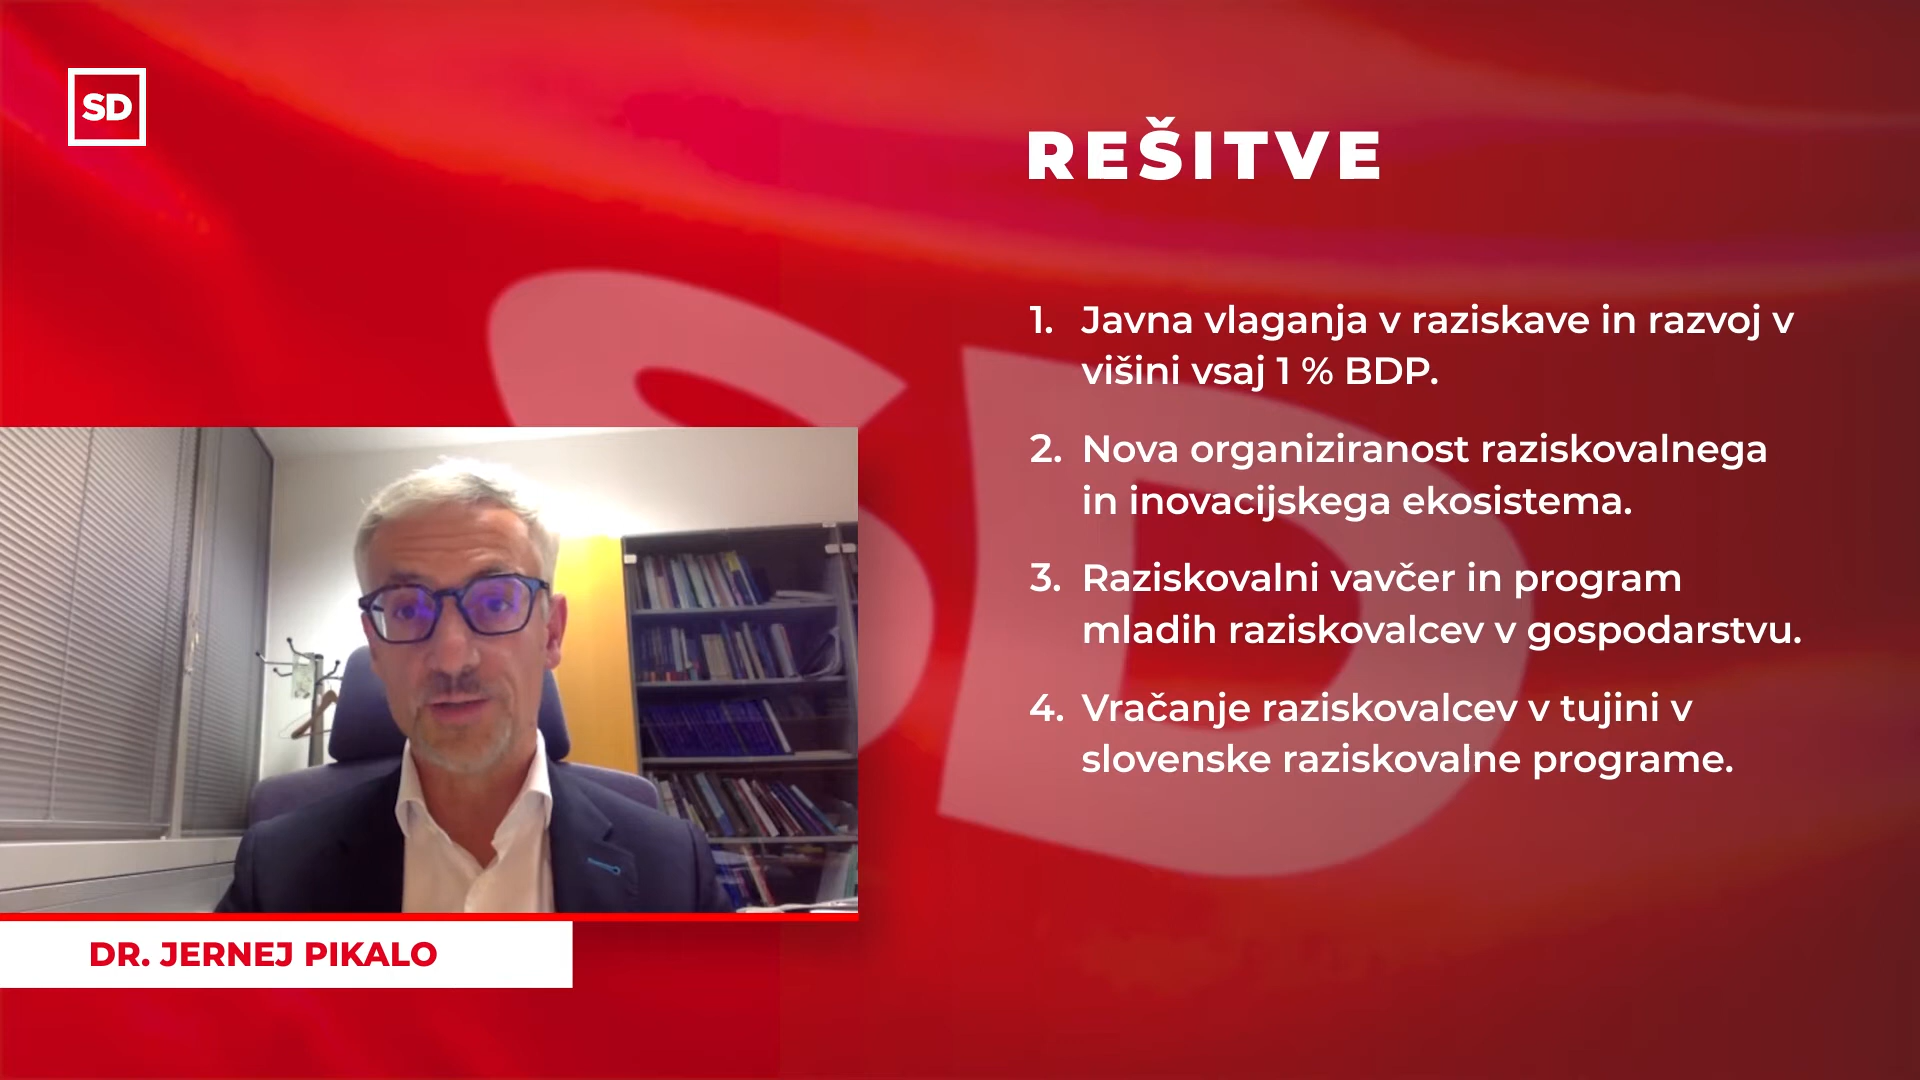 SD
REŠITVE
1. Javna vlaganja v raziskave in razvoj v
višini vsaj 1 % BDP.
2. Nova organiziranost raziskovalnega
in inovacijskega ekosistema.
3. Raziskovalni vavčer in program
mladih raziskovalcev v gospodarstvu.
4. Vračanje raziskovalcev v tujini v
slovenske raziskovalne programe.
SD
DR. JERNEJ PIKALO